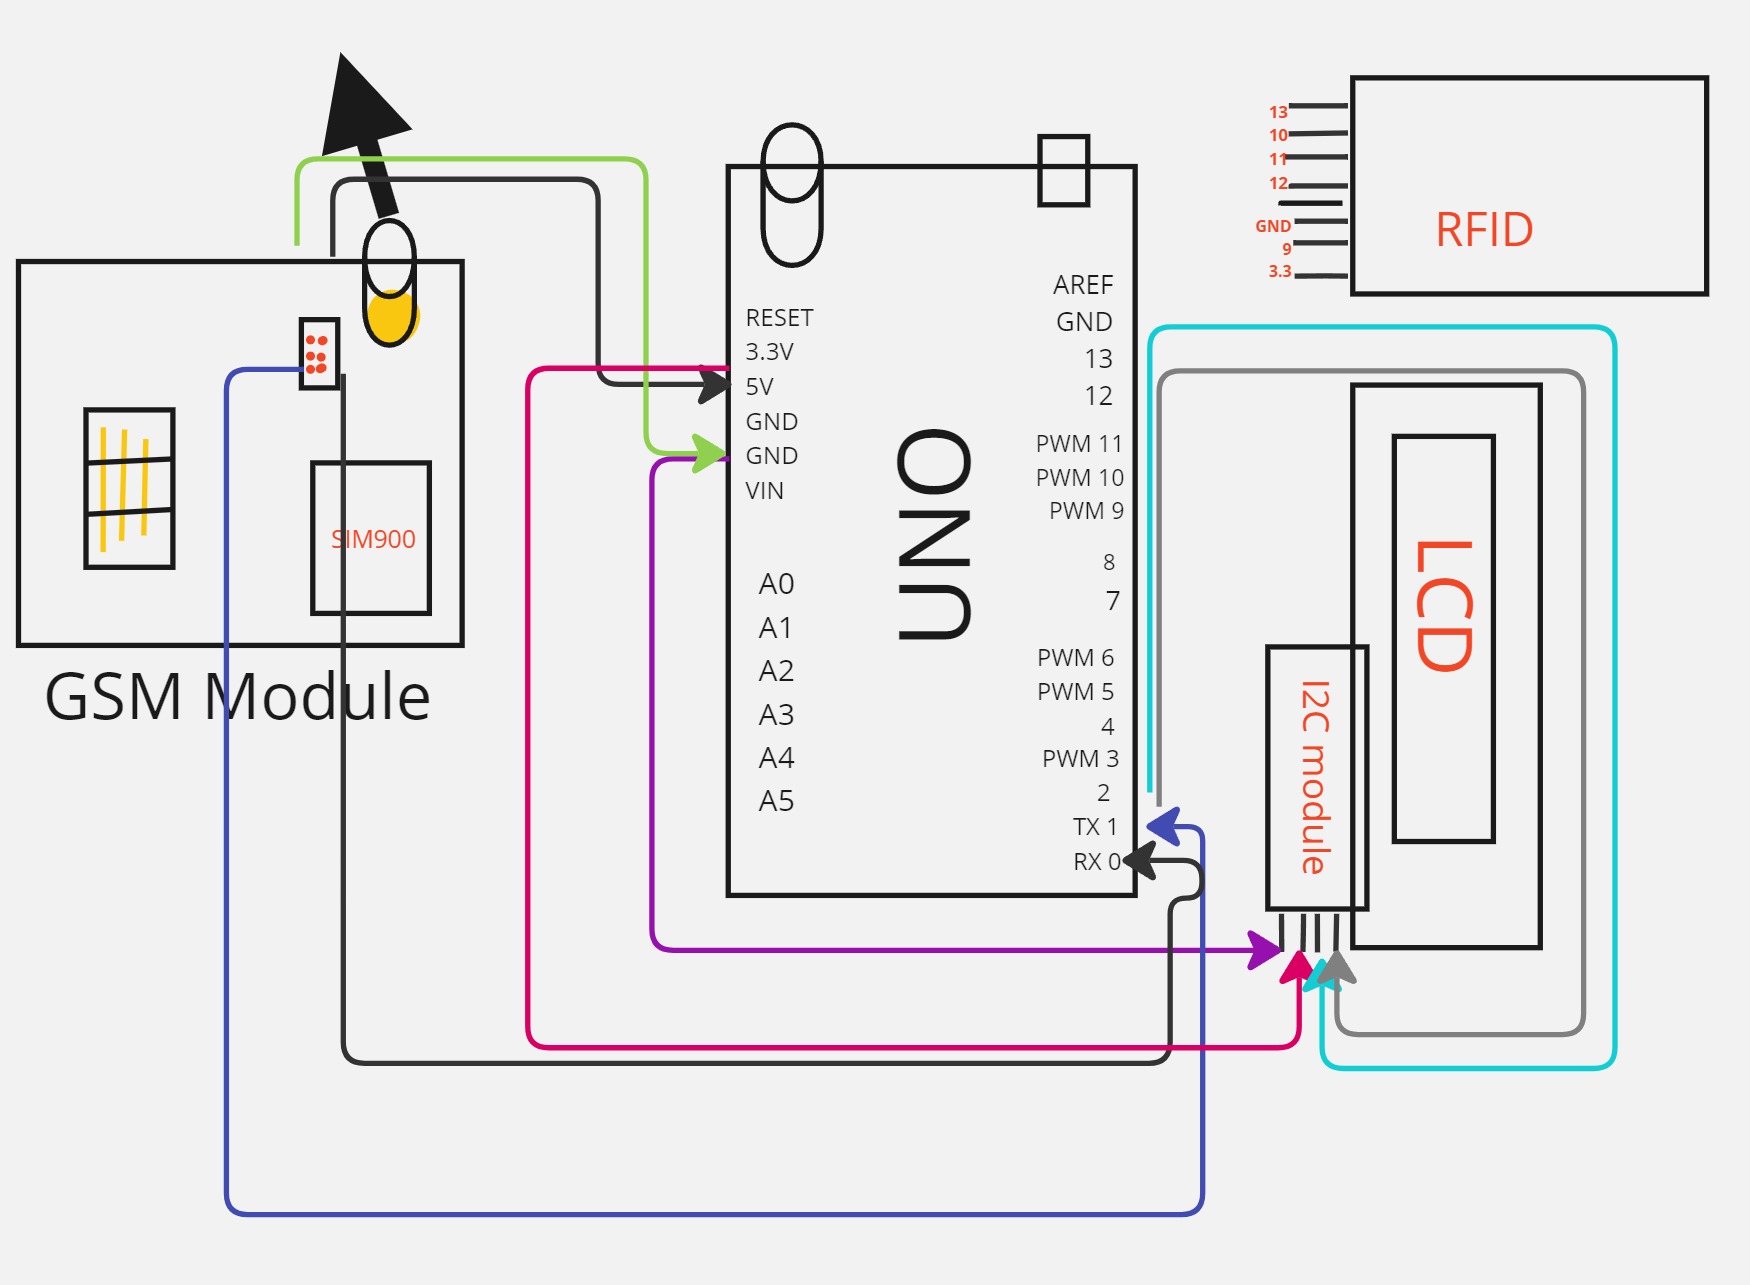 13
10
11
12
GND
9
3.3
RFID
SIM900
GSM Module
RESET
3.3V
5V
GND
GND
VIN
A0
A1
A2
A3
A4
A5
UNO
AREF
GND
13
12
PWM 11
PWM 10
PWM 9
8
7
PWM 6
PWM 5
4
PWM 3
2
TX 1
RX 0
I2C module
LCD